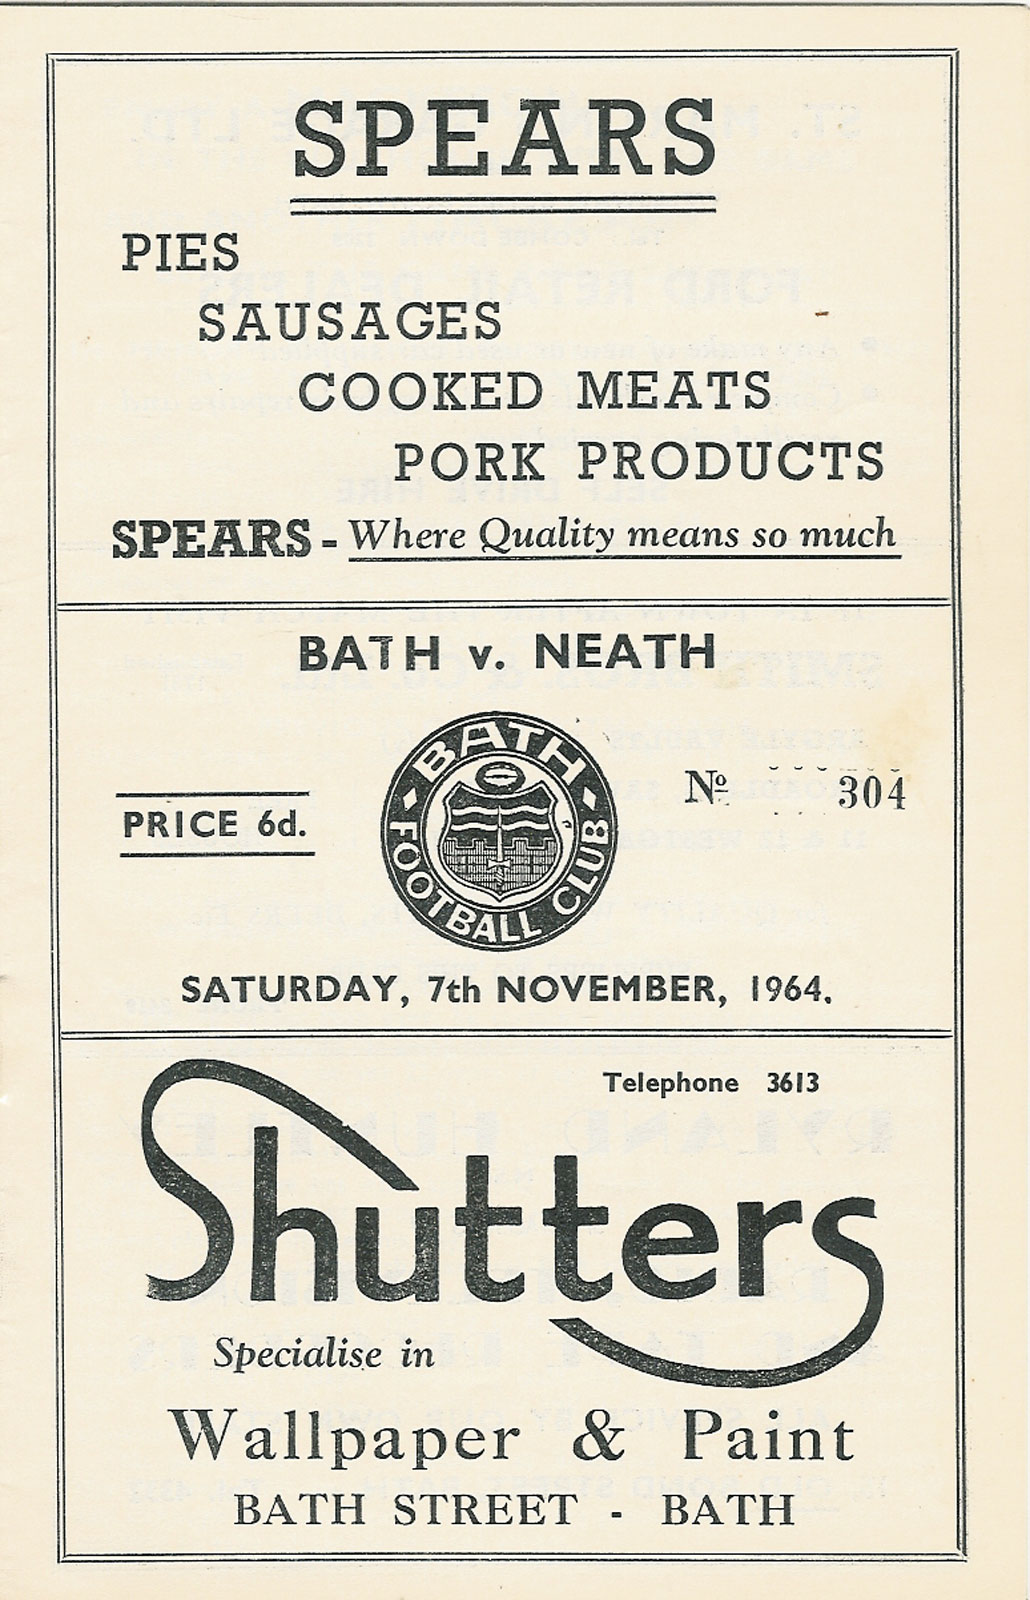 SPEARS
PIES
SAUSAGES
COOKED MEATS
PORK PRODUCTS
SPEARS - Where Quality means so much
BATH v. NEATH
PRICE 6d.
BATH FOOTBALL CLUB
Nº 304
SATURDAY, 7th NOVEMBER, 1964.
Telephone 3613
Shutters
Specialise in
Wallpaper & Paint
BATH STREET - BATH